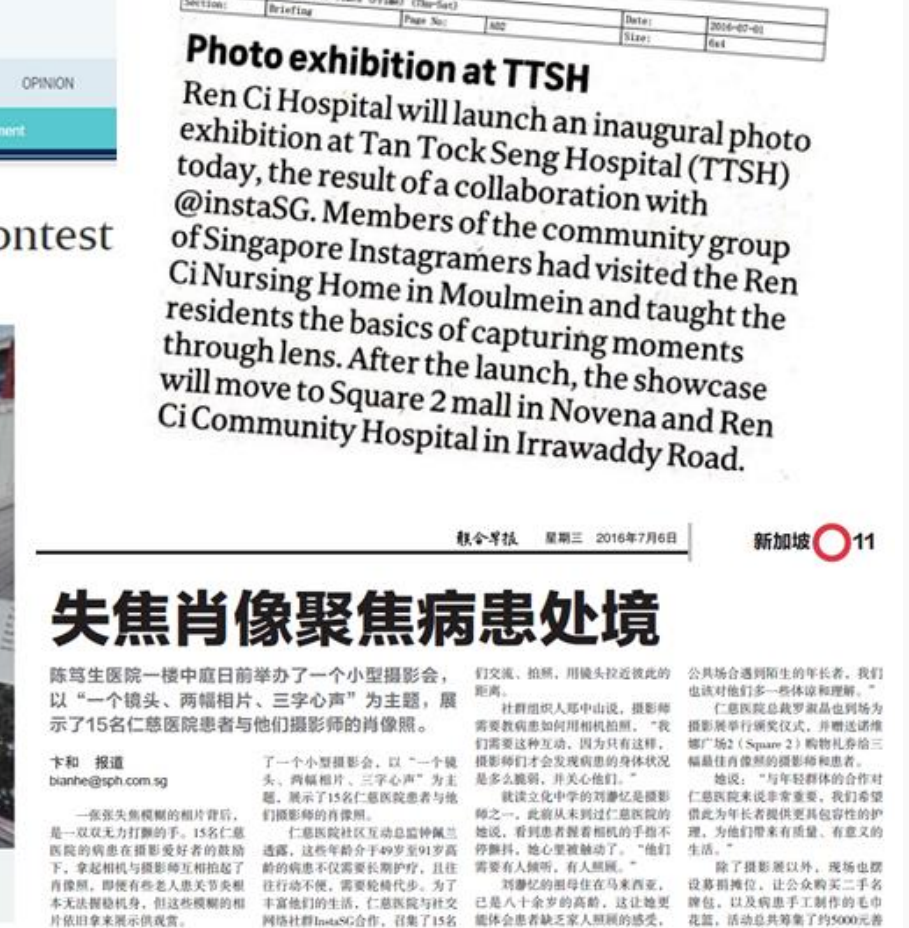 OPINION
ment
ontest
Section:
Briefing
Page No:
A02
Date:
2016-07-01
Size:
6x4
Photo exhibition at TTSH
Ren Ci Hospital will launch an inaugural photo
exhibition at Tan Tock Seng Hospital (TTSH)
today, the result of a collaboration with
@instaSG. Members of the community group
of Singapore Instagramers had visited the Ren
Ci Nursing Home in Moulmein and taught the
residents the basics of capturing moments
through lens. After the launch, the showcase
will move to Square 2 mall in Novena and Ren
Ci Community Hospital in Irrawaddy Road.
联合早报 星期三 2016年7月6日
新加坡 11
失焦肖像聚焦病患处境
陈笃生医院一楼中庭日前举办了一个小型摄影会，
以“一个镜头、两幅相片、三字心声”为主题，展
示了15名仁慈医院患者与他们摄影师的肖像照。
卞和 报道
bianhe@sph.com.sg
一张张失焦模糊的相片背后，
是一双双无力打颤的手。15名仁慈
医院的病患在摄影爱好者的鼓励
下，拿起相机与摄影师互相拍起了
肖像照，即便有些老人患关节炎根
本无法握稳机身，但这些模糊的相
片依旧拿来展示供观赏。
了一个小型摄影会，以“一个镜
头、两幅相片、三字心声”为主
题，展示了15名仁慈医院患者与他
们摄影师的肖像照。
仁慈医院社区互动总监钟佩兰
透露，这些年龄介于49岁至91岁高
龄的病患不仅需要长期护疗，且往
往行动不便，需要轮椅代步。为了
丰富他们的生活，仁慈医院与社交
网络社群InstaSG合作，召集了15名
们交流、拍照，用镜头拉近彼此的
距离。
社群组织人郑中山说，摄影师
需要教病患如何用相机拍照，“我
们需要这种互动，因为只有这样，
摄影师们才会发现病患的身体状况
是多么脆弱，并关心他们。”
就读立化中学的刘瀞忆是摄影
师之一，此前从未到过仁慈医院的
她说，看到患者握着相机的手指不
停颤抖，她心里被触动了。“他们
需要有人倾听，有人照顾。”
刘瀞忆的祖母住在马来西亚，
已是八十余岁的高龄，这让她更
能体会患者缺乏家人照顾的感受，
公共场合遇到陌生的年长者，我们
也该对他们多一些体谅和理解。”
仁慈医院总裁罗淑晶也到场为
摄影展举行颁奖仪式，并赠送诺维
娜广场2（Square 2）购物礼券给三
幅最佳肖像照的摄影师和患者。
她说：“与年轻群体的合作对
仁慈医院来说非常重要，我们希望
借此为年长者提供更具包容性的护
理，为他们带来有质量、有意义的
生活。”
除了摄影展以外，现场也摆
设募捐摊位，让公众购买二手名
牌包，以及病患手工制作的毛巾
花篮，活动总共筹集了约5000元善